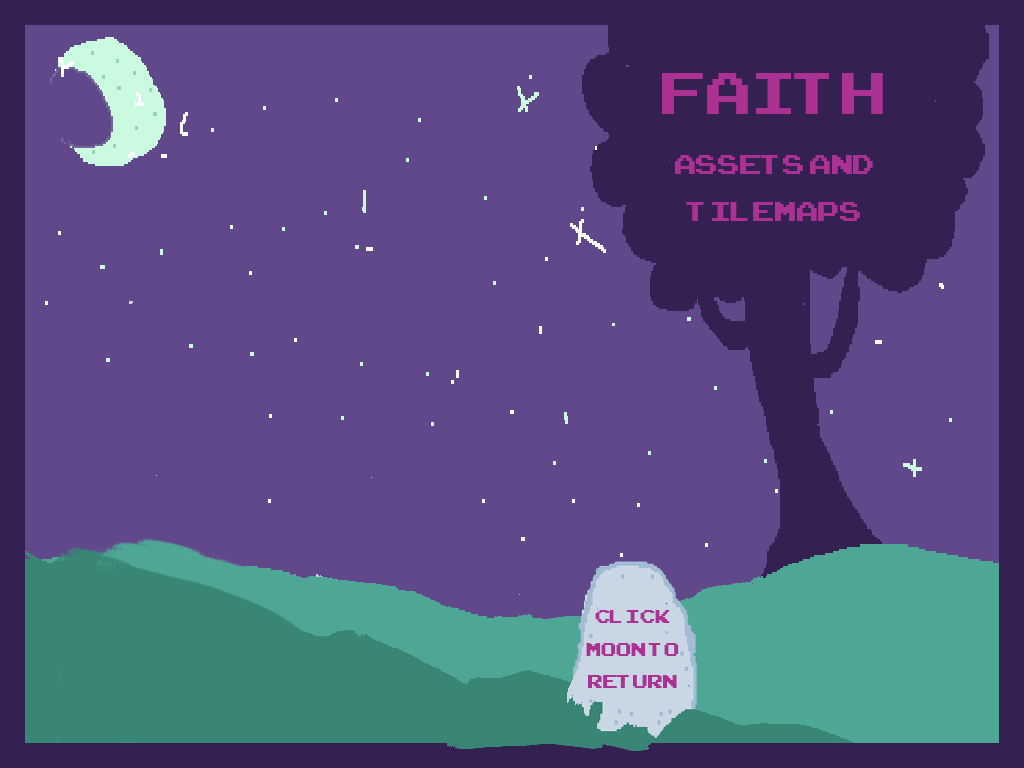 FAITH
ASSETS AND
TILEMAPS
CLICK
MOON TO
RETURN